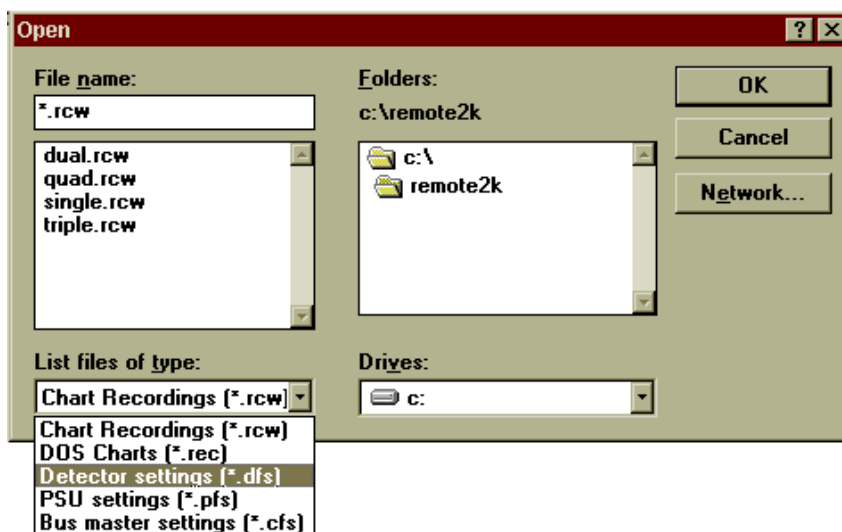 Open
File name:
*.rcw
dual.rcw
quad.rcw
single.rcw
triple.rcw
Folders:
c:\remote2k
c:\
remote2k
OK
Cancel
Network...
List files of type:
Chart Recordings (*.rcw)
Chart Recordings (*.rcw)
DOS Charts (*.rec)
Detector settings (*.dfs)
PSU settings (*.pfs)
Bus master settings (*.cfs)
Drives:
c: